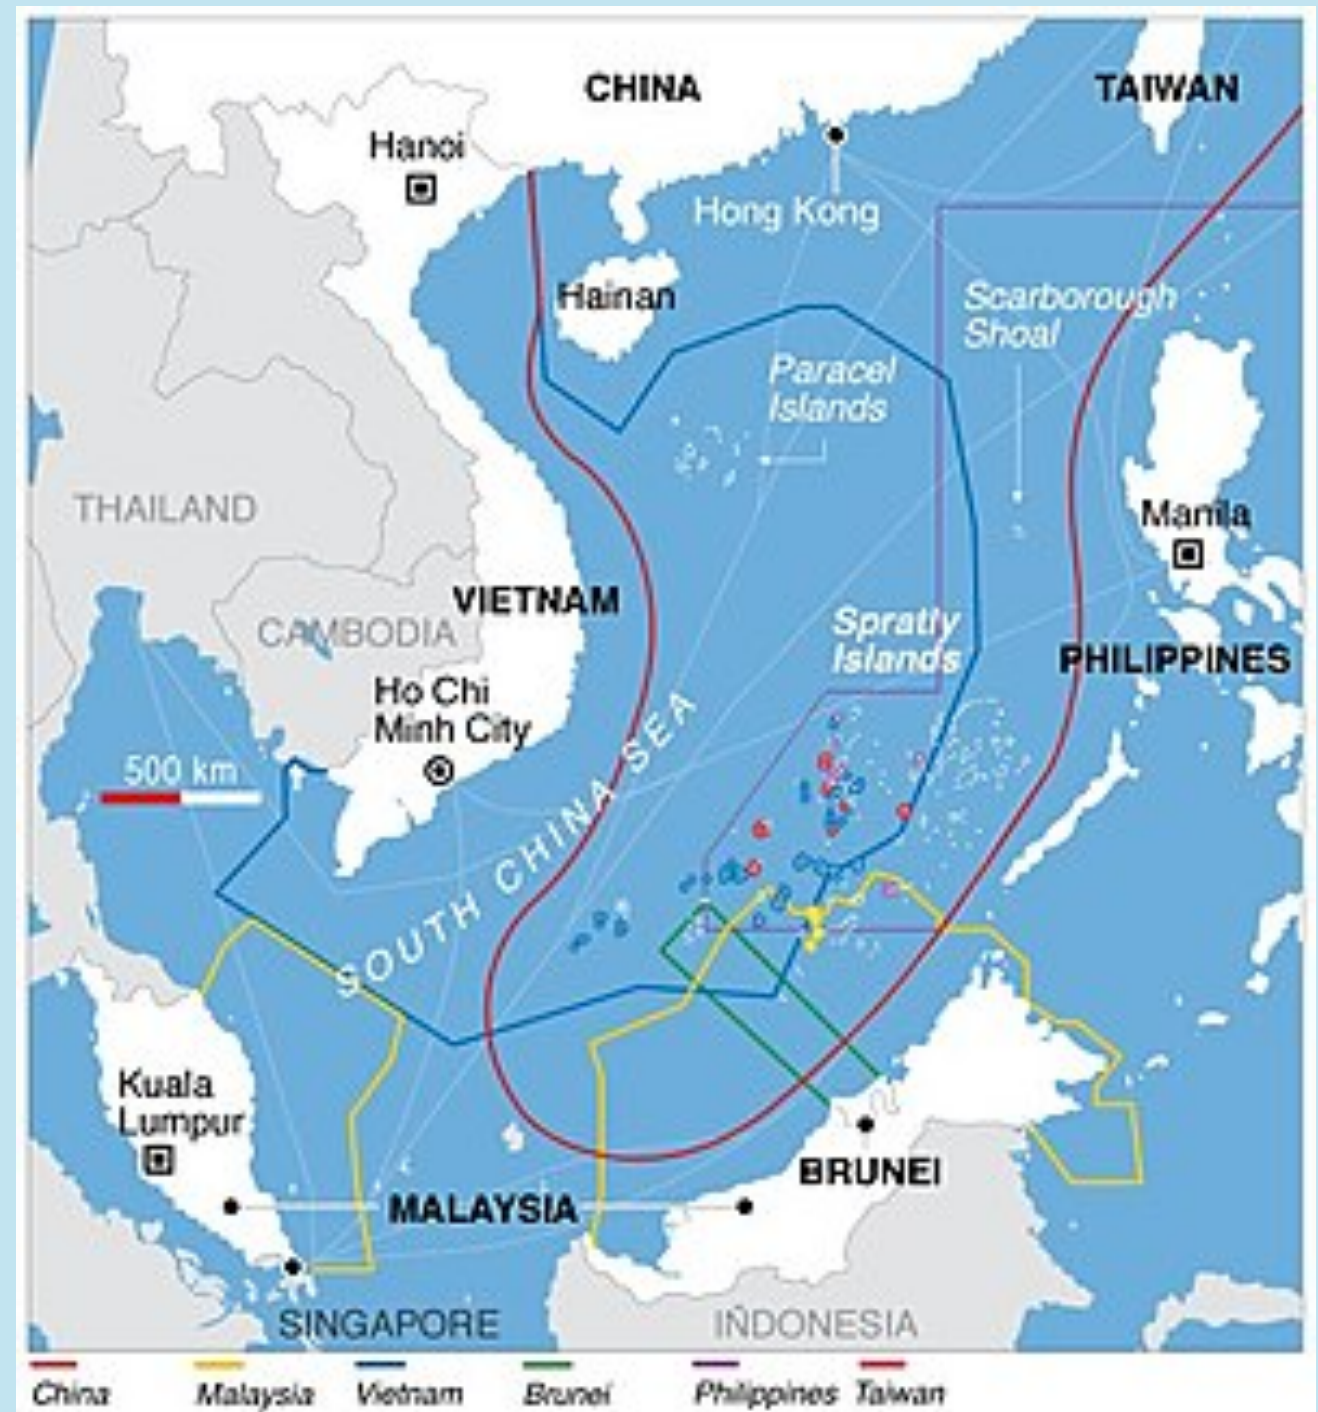 CHINA
TAIWAN
Hanoi
Hong Kong
Hainan
Scarborough
Shoal
Paracel
Islands
THAILAND
Manila
VIETNAM
CAMBODIA
Spratly
Islands
PHILIPPINES
Ho Chi
Minh City
500 km
SOUTH CHINA SEA
Kuala
Lumpur
BRUNEI
MALAYSIA
SINGAPORE
INDONESIA
China Malaysia Vietnam Brunei Philippines Taiwan